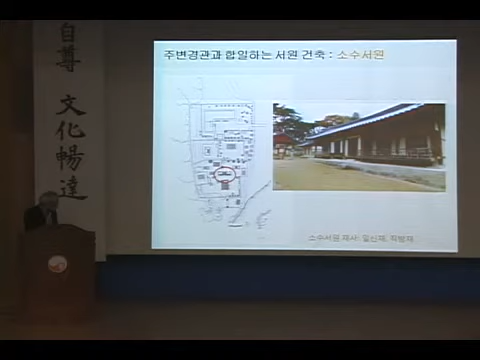 自尊 文化暢達
주변경관과 합일하는 서원 건축 : 소수서원
소수서원 재사: 일신재, 직방재